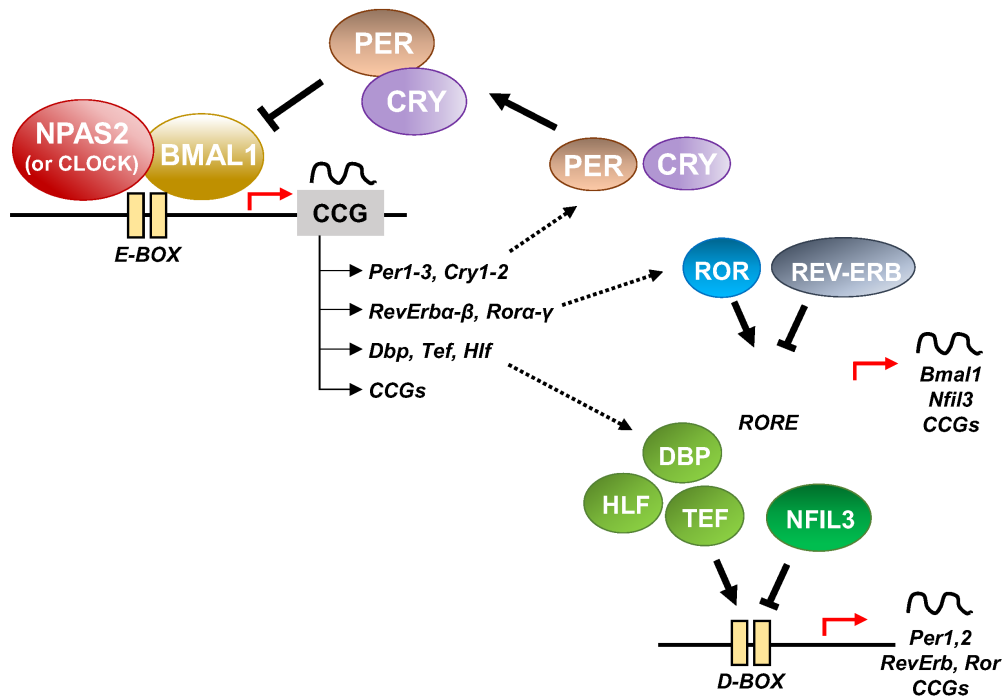 PER
CRY
NPAS2
(or CLOCK)
BMAL1
E-BOX
CCG
PER
CRY
Per1-3, Cry1-2
RevErbα-β, Rorα-γ
Dbp, Tef, Hlf
CCGs
ROR
REV-ERB
Bmal1
Nfil3
CCGs
RORE
DBP
HLF
TEF
NFIL3
D-BOX
Per1,2
RevErb, Ror
CCGs